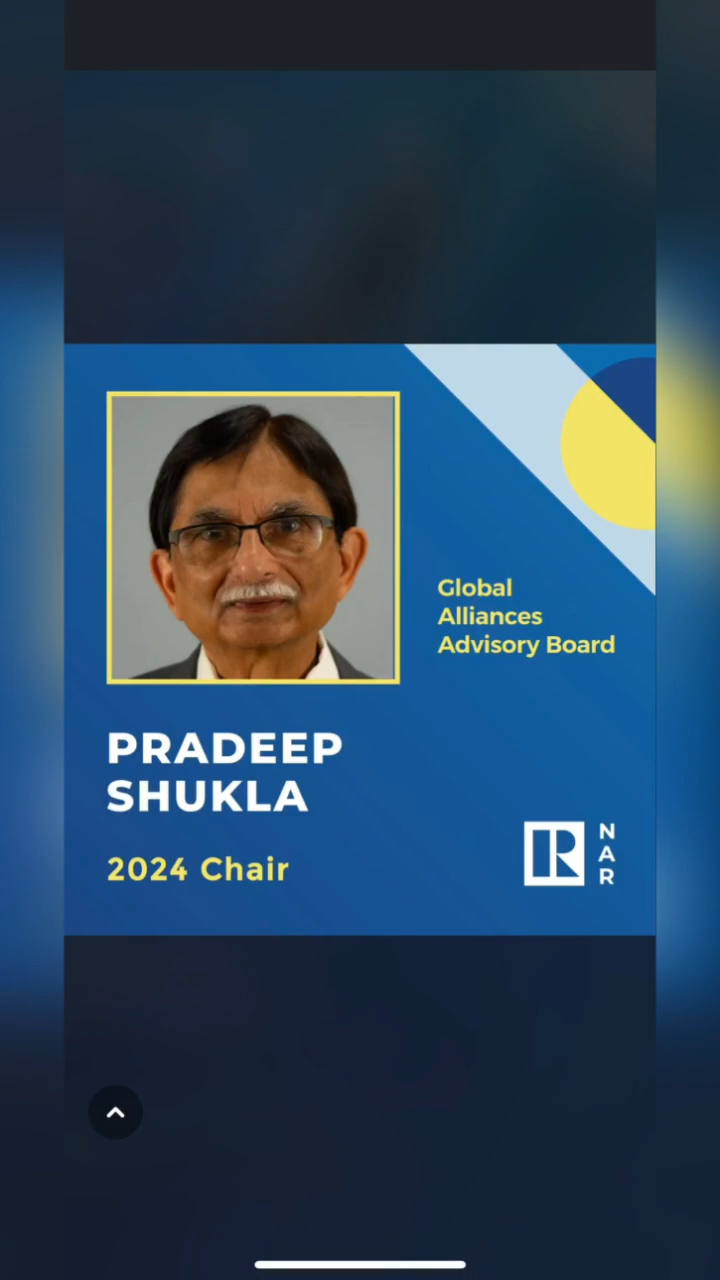 Global
Alliances
Advisory Board
PRADEEP
SHUKLA
2024 Chair
R
N
A
R